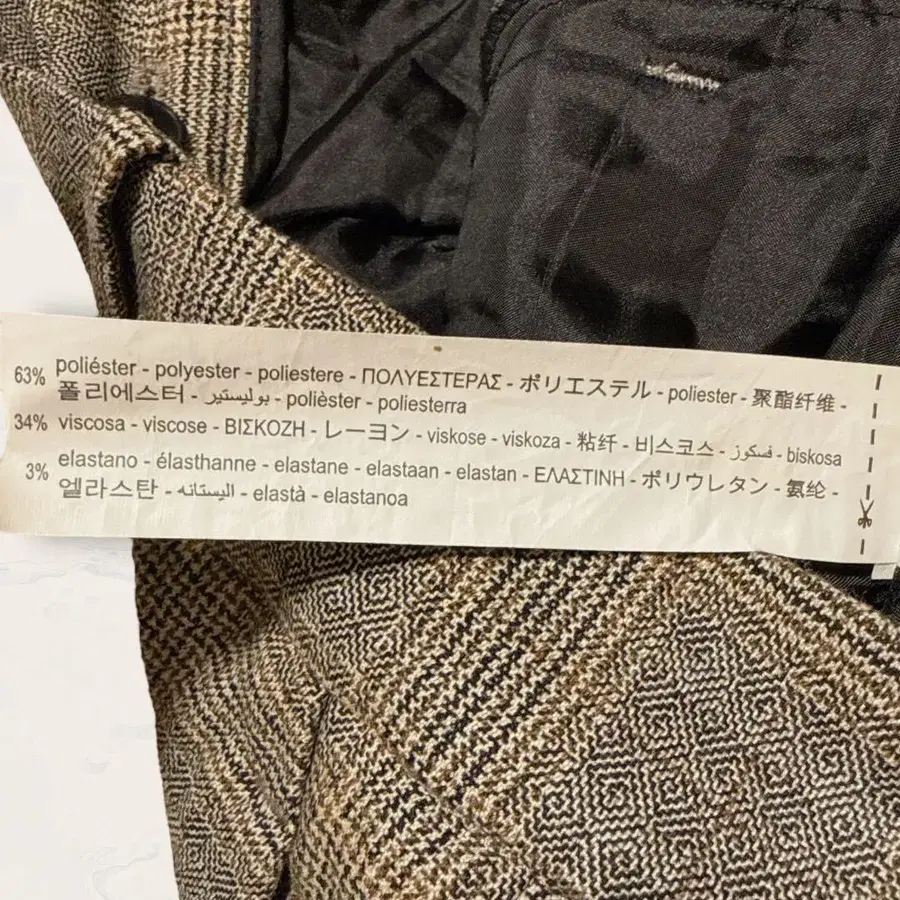 63% poliéster - polyester - poliestere - ΠΟΛΥΕΣΤΕΡΑΣ - ポリエステル - poliester - 聚酯纤维 -
폴리에스터 - بوليستير - polièster - poliesterra
34% viscosa - viscose - ΒΙΣΚΟΖΗ - レーヨン - viskose - viskoza - 粘纤 - 비스코스 - فسكوز - biskosa
3% elastano - élasthanne - elastane - elastaan - elastan - ΕΛΑΣΤΙΝΗ - ポリウレタン - 氨纶 -
엘라스탄 - اليستانه - elastà - elastanoa